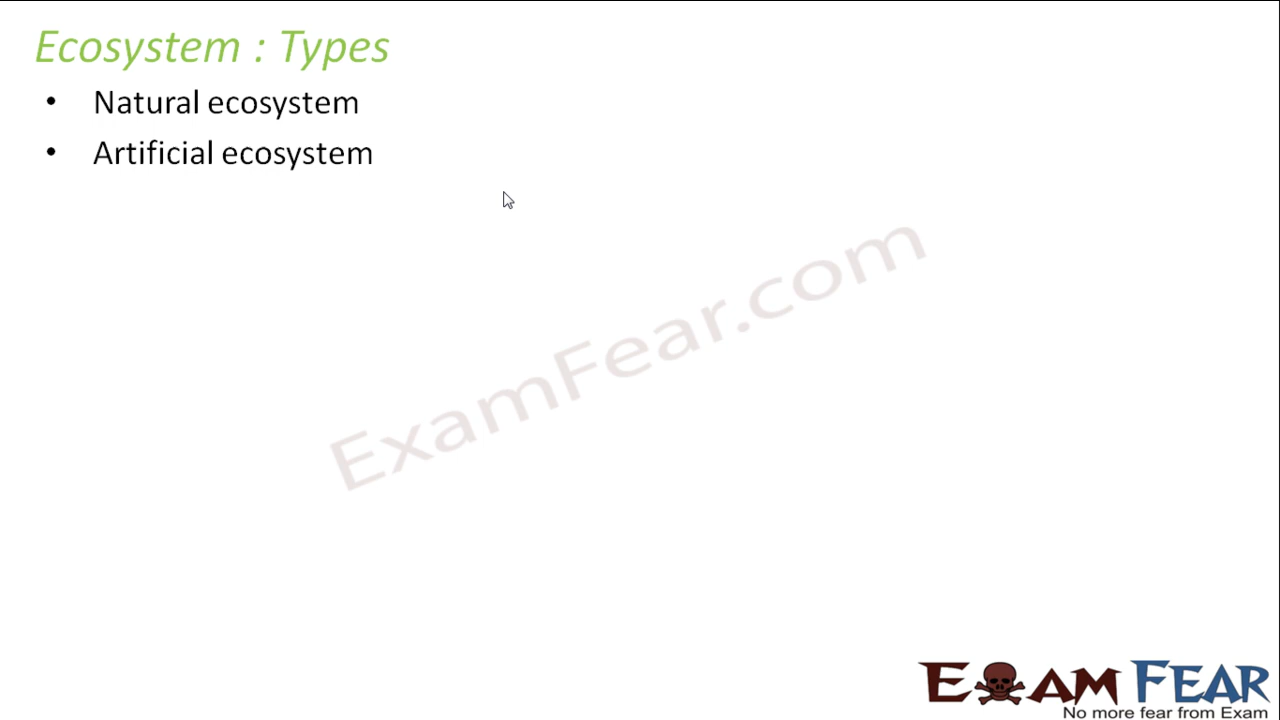 Ecosystem : Types
• Natural ecosystem
• Artificial ecosystem
ExamFear.com
EXAM FEAR
No more fear from Exam